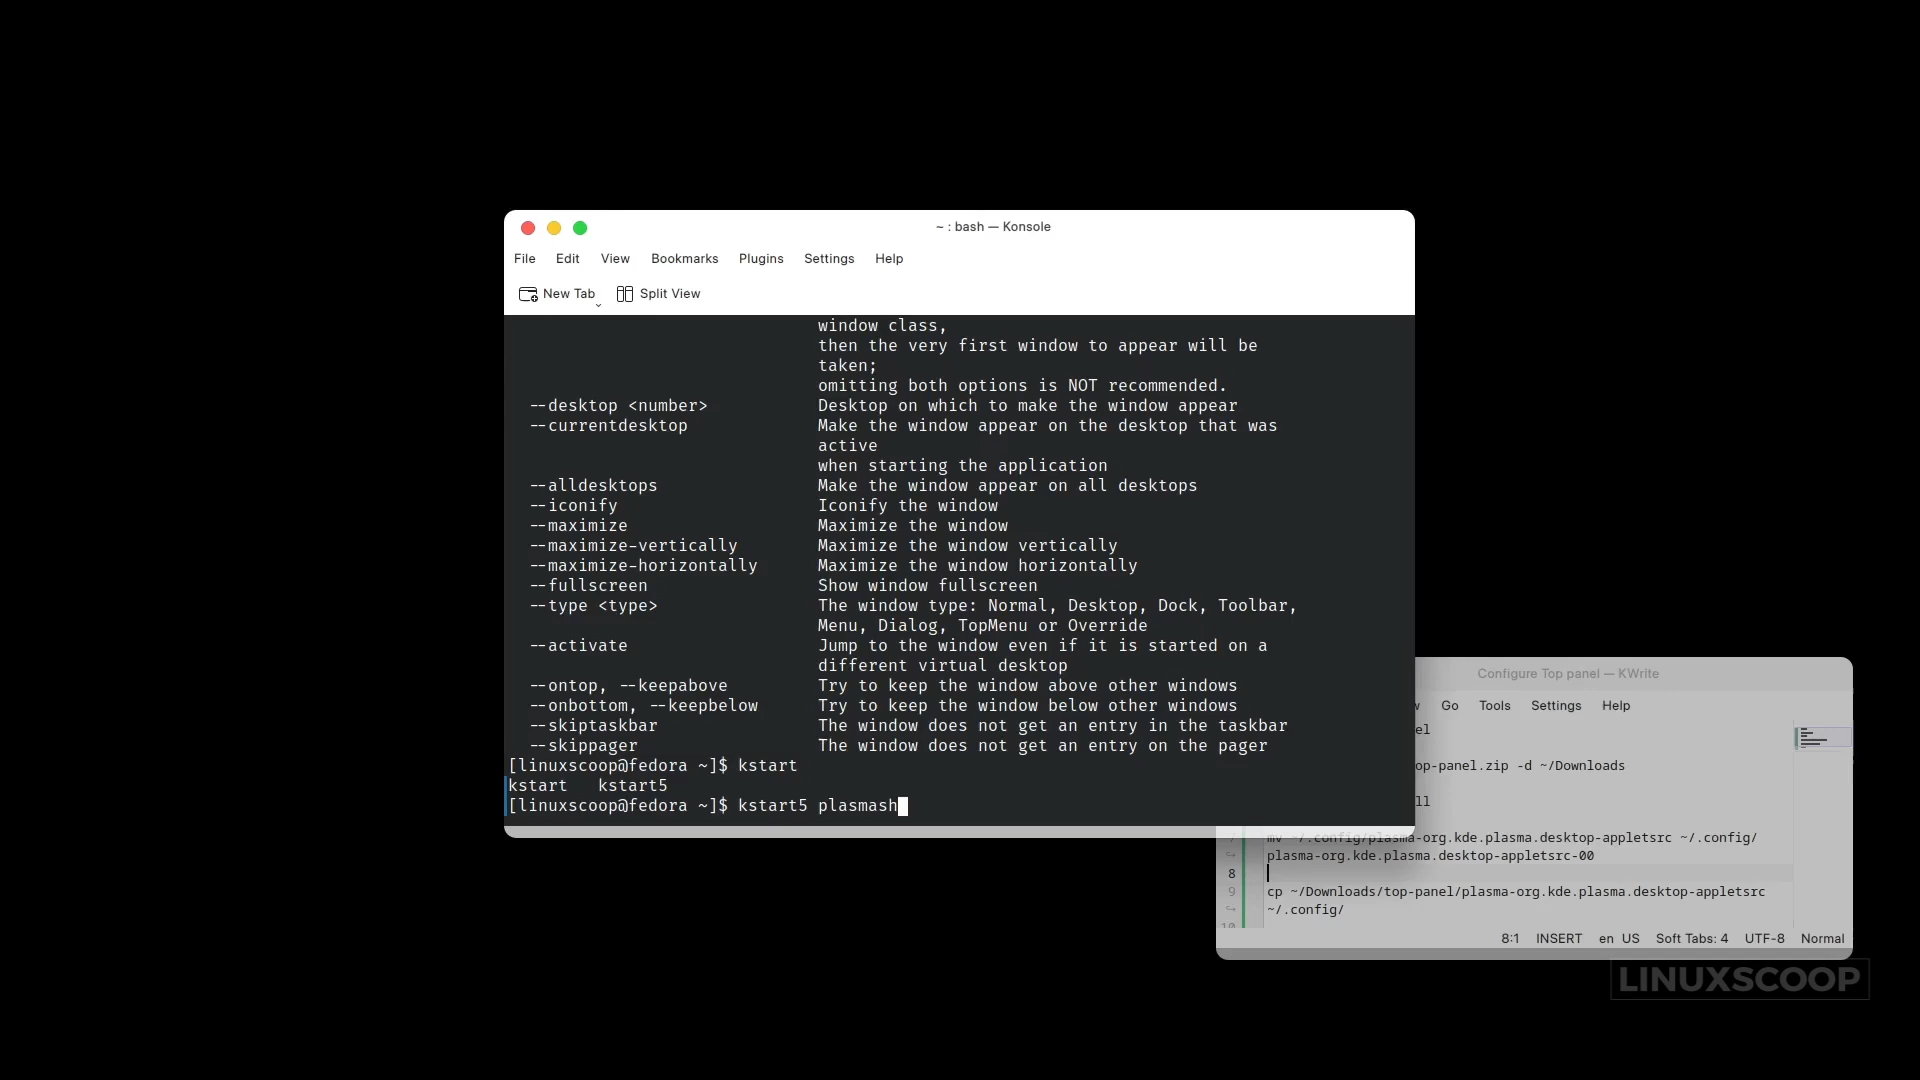 ~ : bash — Konsole
File Edit View Bookmarks Plugins Settings Help
New Tab Split View
window class,
then the very first window to appear will be
taken;
omitting both options is NOT recommended.
--desktop <number> Desktop on which to make the window appear
--currentdesktop Make the window appear on the desktop that was
active
when starting the application
--alldesktops Make the window appear on all desktops
--iconify Iconify the window
--maximize Maximize the window
--maximize-vertically Maximize the window vertically
--maximize-horizontally Maximize the window horizontally
--fullscreen Show window fullscreen
--type <type> The window type: Normal, Desktop, Dock, Toolbar,
Menu, Dialog, TopMenu or Override
--activate Jump to the window even if it is started on a
different virtual desktop
--ontop, --keepabove Try to keep the window above other windows
--onbottom, --keepbelow Try to keep the window below other windows
--skiptaskbar The window does not get an entry in the taskbar
--skippager The window does not get an entry on the pager
[linuxscoop@fedora ~]$ kstart
kstart kstart5
[linuxscoop@fedora ~]$ kstart5 plasmash
Configure Top panel — KWrite
Go Tools Settings Help
el
op-panel.zip -d ~/Downloads
ll
7 mv ~/.config/plasma-org.kde.plasma.desktop-appletsrc ~/.config/
plasma-org.kde.plasma.desktop-appletsrc-00
8
9 cp ~/Downloads/top-panel/plasma-org.kde.plasma.desktop-appletsrc
~/.config/
10
8:1 INSERT en US Soft Tabs: 4 UTF-8 Normal
LINUXSCOOP